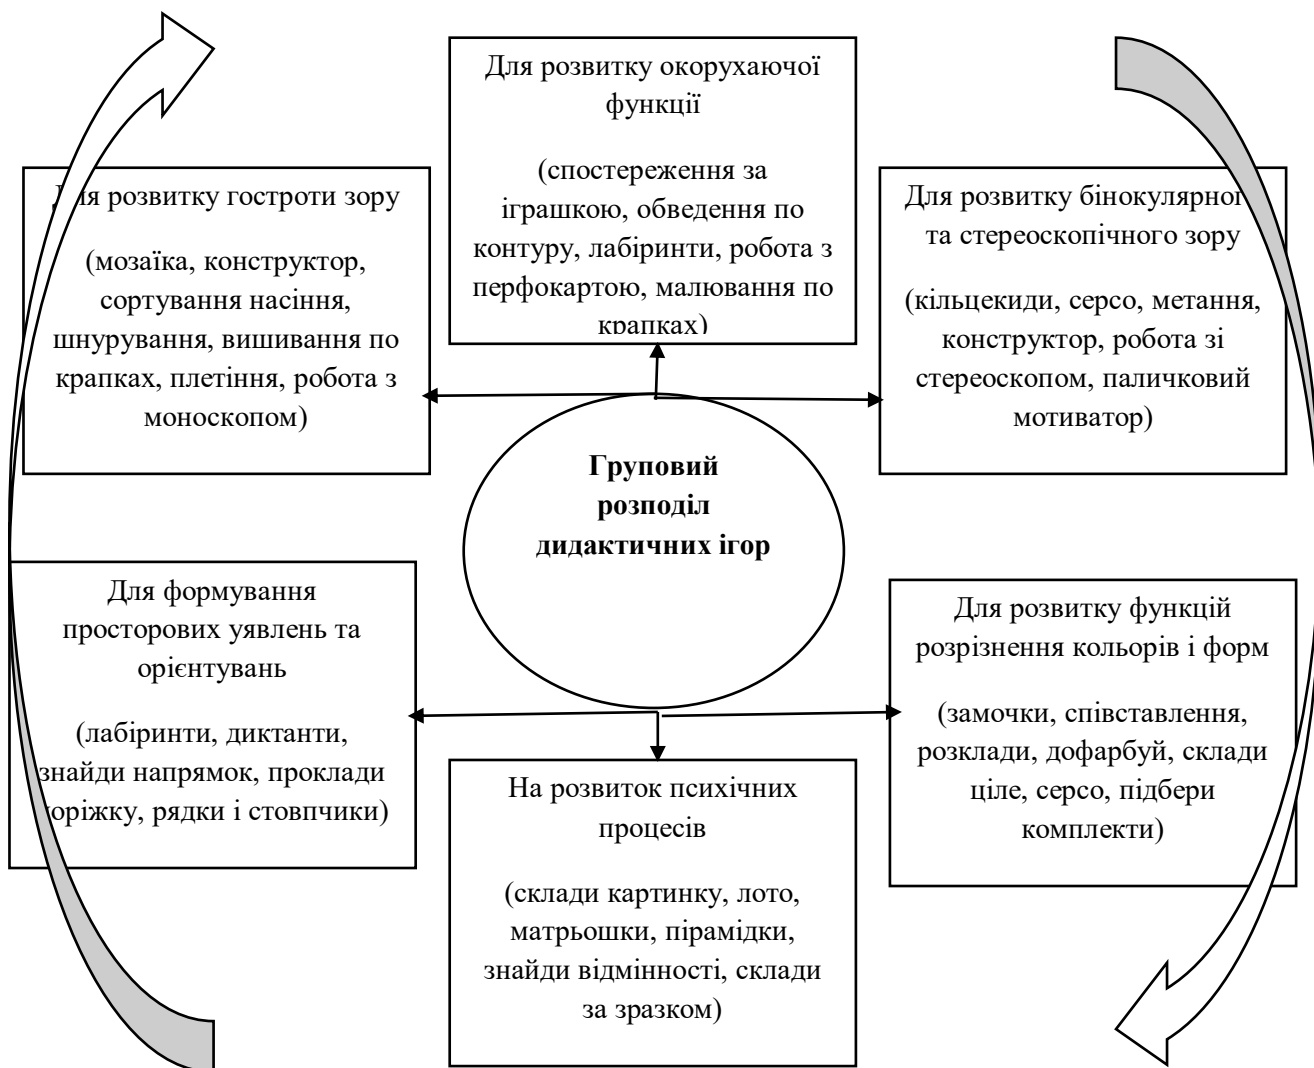 Для розвитку окорухаючої
функції
(спостереження за
іграшкою, обведення по
контуру, лабіринти, робота з
перфокартою, малювання по
крапках)
Для розвитку гостроти зору
(мозаїка, конструктор,
сортування насіння,
шнурування, вишивання по
крапках, плетіння, робота з
моноскопом)
Для розвитку бінокулярного
та стереоскопічного зору
(кільцекиди, серсо, метання,
конструктор, робота зі
стереоскопом, паличковий
мотиватор)
Груповий
розподіл
дидактичних ігор
Для формування
просторових уявлень та
орієнтувань
(лабіринти, диктанти,
знайди напрямок, проклади
доріжку, рядки і стовпчики)
Для розвитку функцій
розрізнення кольорів і форм
(замочки, співставлення,
розклади, дофарбуй, склади
ціле, серсо, підбери
комплекти)
На розвиток психічних
процесів
(склади картинку, лото,
матрьошки, пірамідки,
знайди відмінності, склади
за зразком)